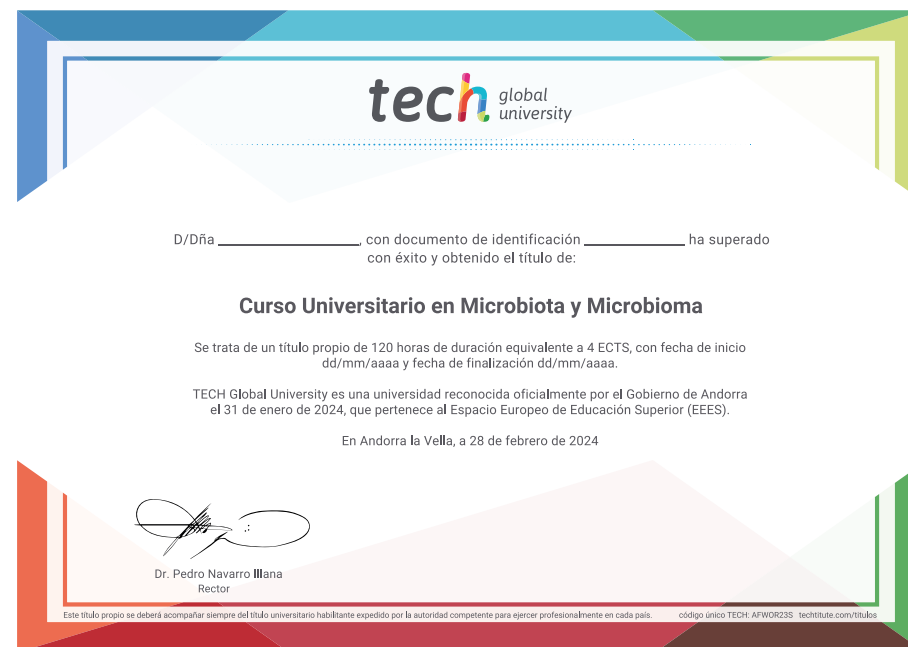 tech global university
D/Dña ____________, con documento de identificación ____________ ha superado
con éxito y obtenido el título de:
Curso Universitario en Microbiota y Microbioma
Se trata de un título propio de 120 horas de duración equivalente a 4 ECTS, con fecha de inicio
dd/mm/aaaa y fecha de finalización dd/mm/aaaa.
TECH Global University es una universidad reconocida oficialmente por el Gobierno de Andorra
el 31 de enero de 2024, que pertenece al Espacio Europeo de Educación Superior (EEES).
En Andorra la Vella, a 28 de febrero de 2024
Dr. Pedro Navarro Illana
Rector
Este título propio se deberá acompañar siempre del título universitario habilitante expedido por la autoridad competente para ejercer profesionalmente en cada país. código único TECH: AFWOR23S techtitute.com/titulos